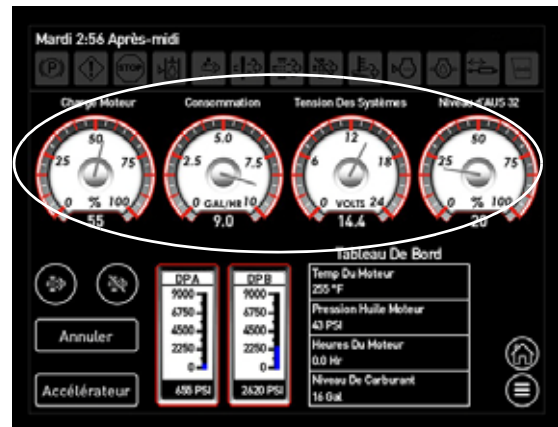 Mardi 2:56 Après-midi
(P) STOP
Charge Moteur Consommation Tension Des Systèmes Niveau d'AUS 32
50 5.0 12 50
25 75 2.5 7.5 6 18 25 75
0 % 100 0 GAL/HR 10 0 VOLTS 24 0 % 100
55 9.0 14.4 20
Tableau De Bord
DPA DPB Temp Du Moteur
9000 9000 255 °F
6750 6750 Pression Huile Moteur
4500 4500 43 PSI
Annuler 2250 2250 Heures Du Moteur
0 0 0.0 Hr
Accélérateur 655 PSI 2620 PSI Niveau De Carburant
16 Gal